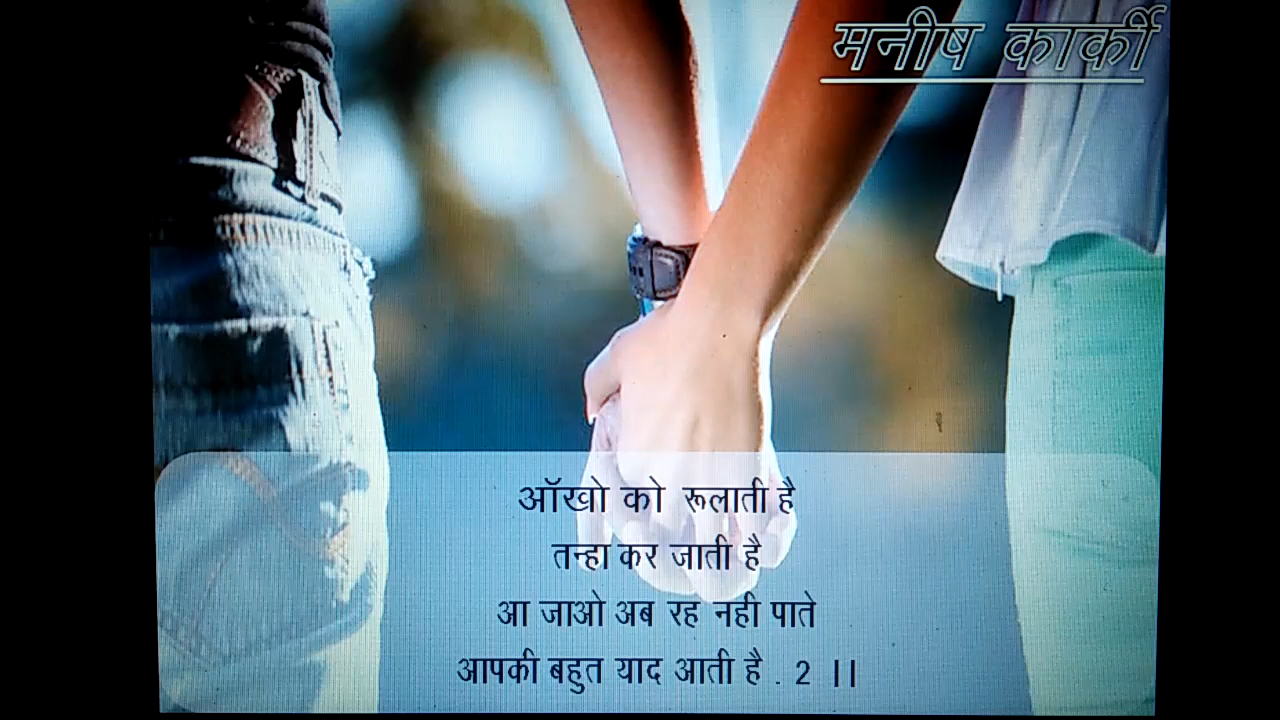 मनीष कार्की
ऑखो को रूलाती है
तन्हा कर जाती है
आ जाओ अब रह नही पाते
आपकी बहुत याद आती है . 2 ||